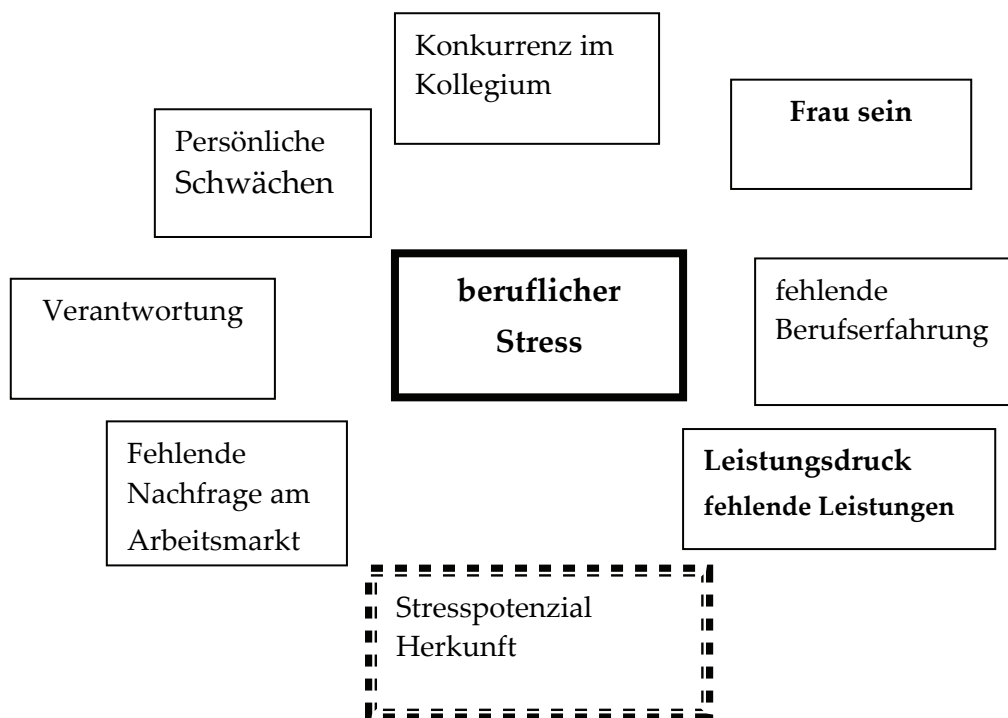 Konkurrenz im
Kollegium
Frau sein
Persönliche
Schwächen
beruflicher
Stress
fehlende
Berufserfahrung
Verantwortung
Fehlende
Nachfrage am
Arbeitsmarkt
Leistungsdruck
fehlende Leistungen
Stresspotenzial
Herkunft